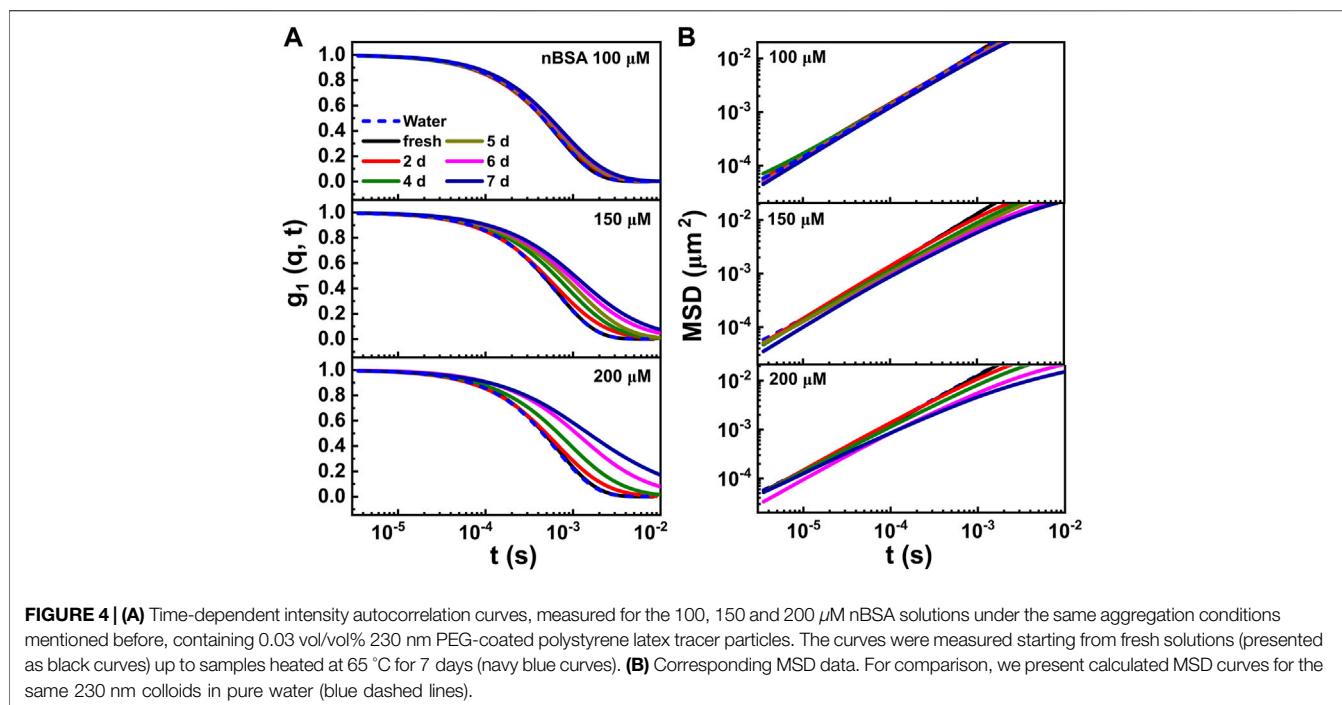 A
B
nBSA 100 μM
Water
fresh
2 d
4 d
5 d
6 d
7 d
1.0
0.8
0.6
0.4
0.2
0.0
150 μM
1.0
0.8
0.6
0.4
0.2
0.0
200 μM
1.0
0.8
0.6
0.4
0.2
0.0
g₁ (q, t)
10⁻⁵
10⁻⁴
10⁻³
10⁻²
t (s)
100 μM
10⁻²
10⁻³
10⁻⁴
150 μM
10⁻²
10⁻³
10⁻⁴
200 μM
10⁻²
10⁻³
10⁻⁴
MSD (μm²)
10⁻⁵
10⁻⁴
10⁻³
10⁻²
t (s)
FIGURE 4 | (A) Time-dependent intensity autocorrelation curves, measured for the 100, 150 and 200 μM nBSA solutions under the same aggregation conditions
mentioned before, containing 0.03 vol/vol% 230 nm PEG-coated polystyrene latex tracer particles. The curves were measured starting from fresh solutions (presented
as black curves) up to samples heated at 65 °C for 7 days (navy blue curves). (B) Corresponding MSD data. For comparison, we present calculated MSD curves for the
same 230 nm colloids in pure water (blue dashed lines).